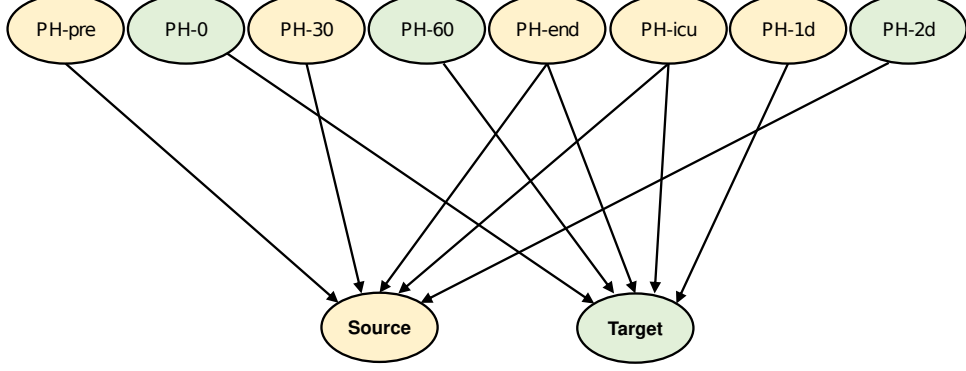 PH-pre
PH-0
PH-30
PH-60
PH-end
PH-icu
PH-1d
PH-2d
Source
Target